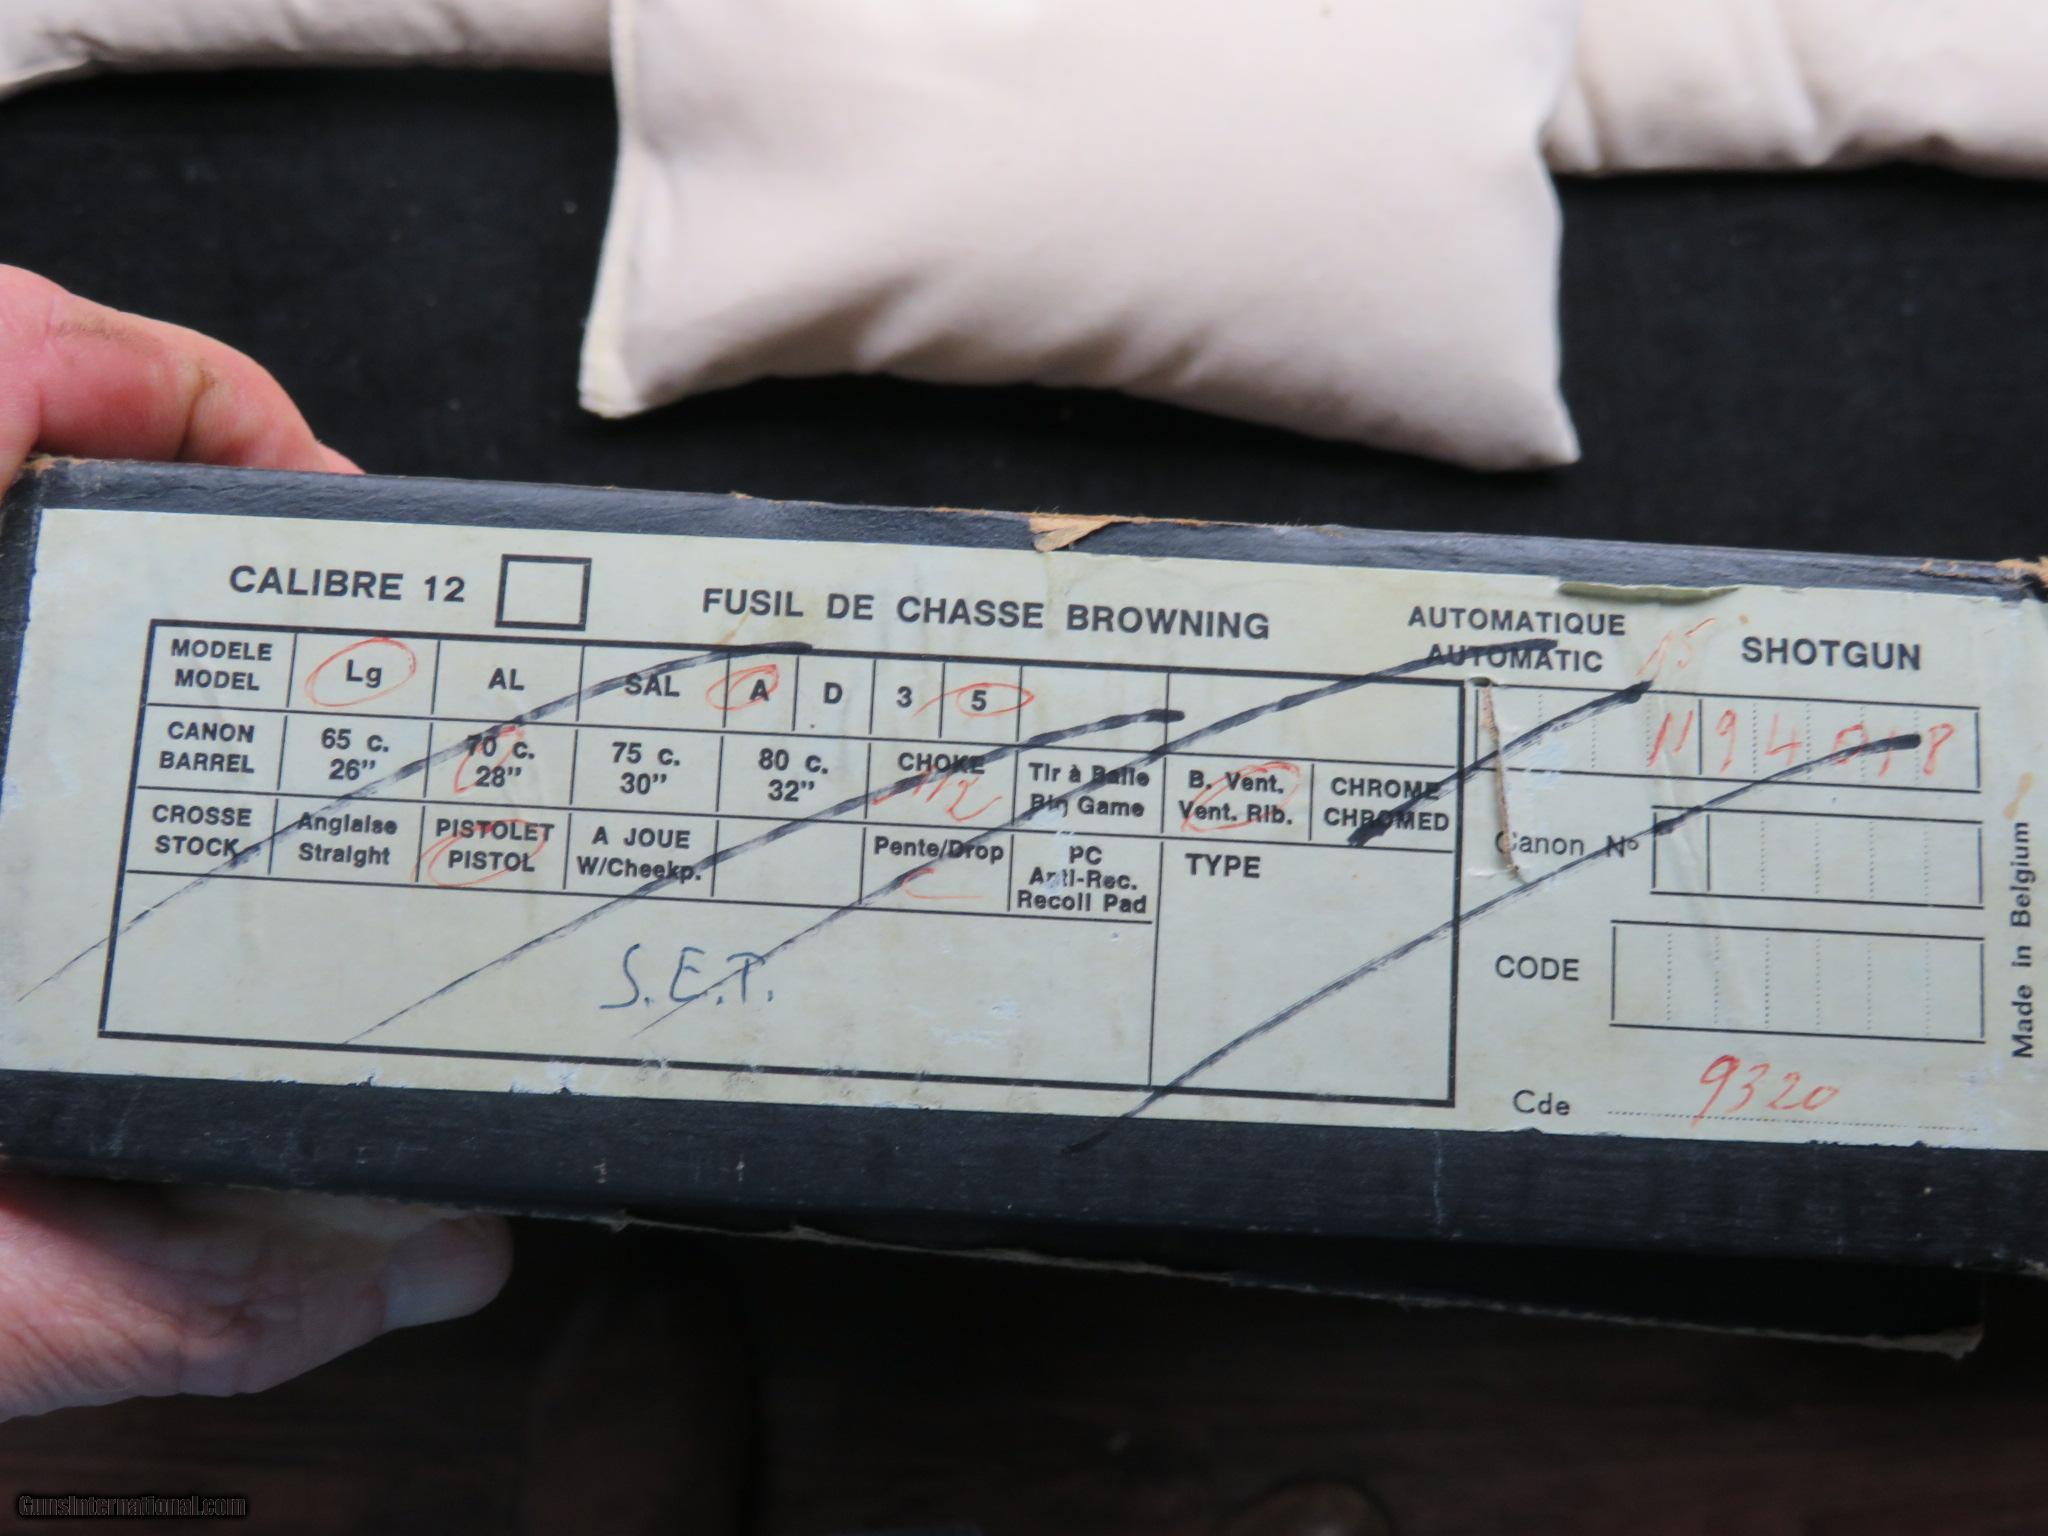 CALIBRE 12
FUSIL DE CHASSE BROWNING
AUTOMATIQUE
AUTOMATIC
SHOTGUN
MODELE
MODEL
Lg
AL
SAL
A
D
3
5
CANON
BARREL
65 c.
26"
70 c.
28"
75 c.
30"
80 c.
32"
CHOKE
1/2
Tir à Balle
Big Game
B. Vent.
Vent. Rib.
CHROME
CHROMED
CROSSE
STOCK
Anglaise
Straight
PISTOLET
PISTOL
A JOUE
W/Cheekp.
Pente/Drop
PC
Anti-Rec.
Recoil Pad
TYPE
S.E.T.
Canon Nº
CODE
Cde
9320
Made in Belgium
GunsInternational.com